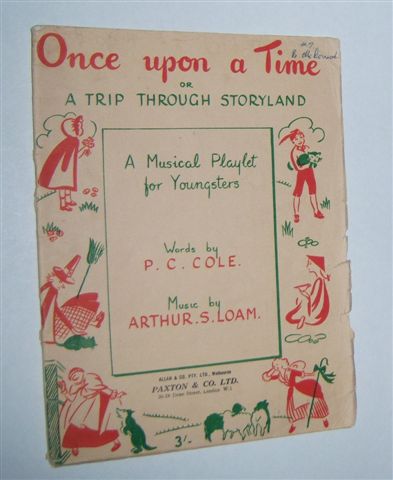 Once upon a Time
OR
A TRIP THROUGH STORYLAND
A Musical Playlet
for Youngsters
Words by
P. C. COLE.
Music by
ARTHUR. S. LOAM.
ALLAN & CO. PTY. LTD., Melbourne
PAXTON & CO. LTD.
Street, London W.1
3'-